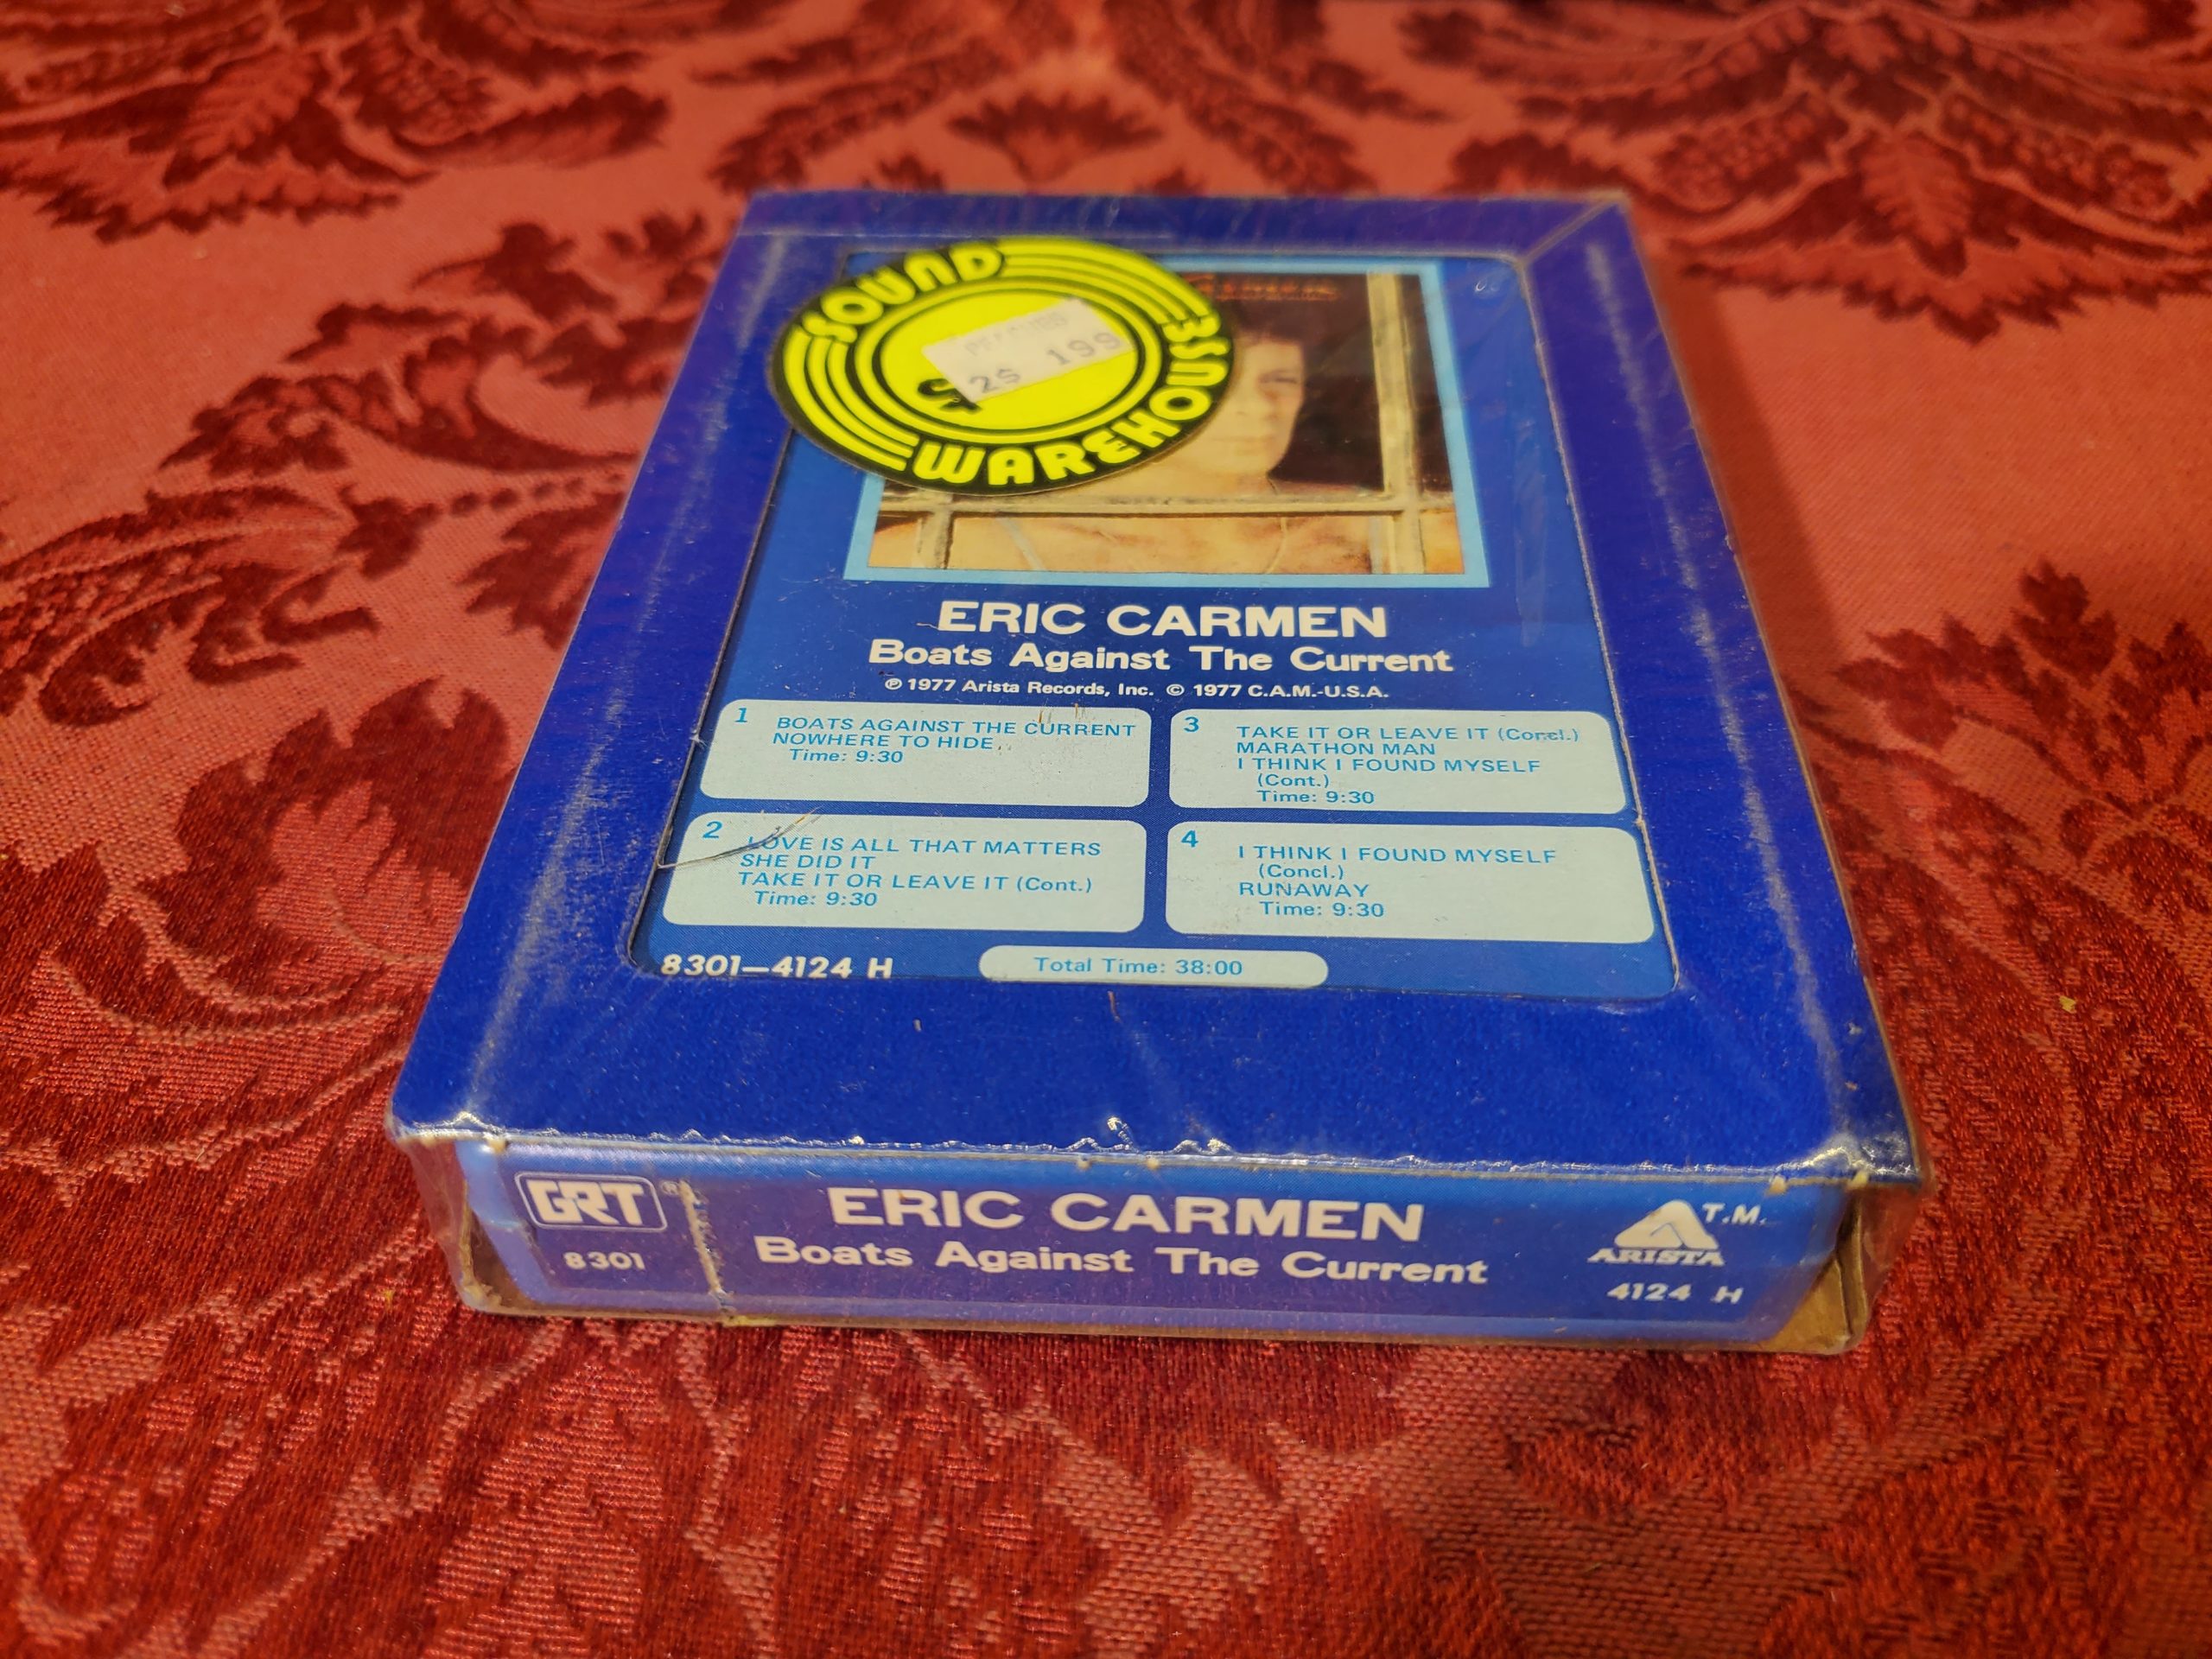 SOUND
WAREHOUSE
2S 199
ERIC CARMEN
Boats Against The Current
℗ 1977 Arista Records, Inc. © 1977 C.A.M.-U.S.A.
1 BOATS AGAINST THE CURRENT
NOWHERE TO HIDE
Time: 9:30
2 LOVE IS ALL THAT MATTERS
SHE DID IT
TAKE IT OR LEAVE IT (Cont.)
Time: 9:30
3 TAKE IT OR LEAVE IT (Concl.)
MARATHON MAN
I THINK I FOUND MYSELF
(Cont.)
Time: 9:30
4 I THINK I FOUND MYSELF
(Concl.)
RUNAWAY
Time: 9:30
8301—4124 H
Total Time: 38:00
GRT®
8301
ERIC CARMEN
Boats Against The Current
T.M.
ARISTA
4124 H